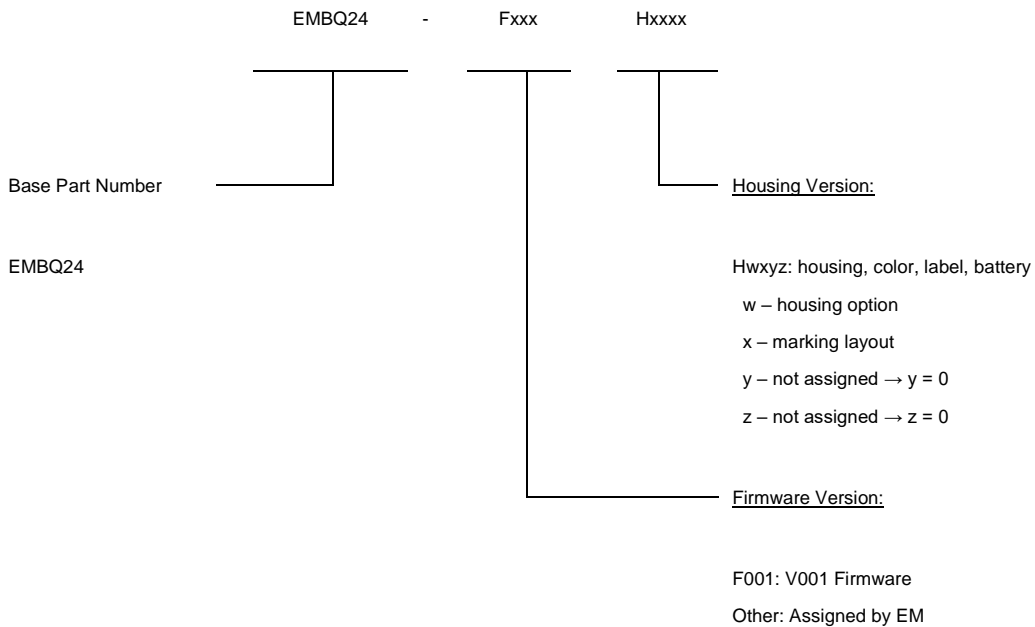 EMBQ24 - Fxxx Hxxxx
Base Part Number
Housing Version:
EMBQ24
Hwxyz: housing, color, label, battery
w – housing option
x – marking layout
y – not assigned → y = 0
z – not assigned → z = 0
Firmware Version:
F001: V001 Firmware
Other: Assigned by EM